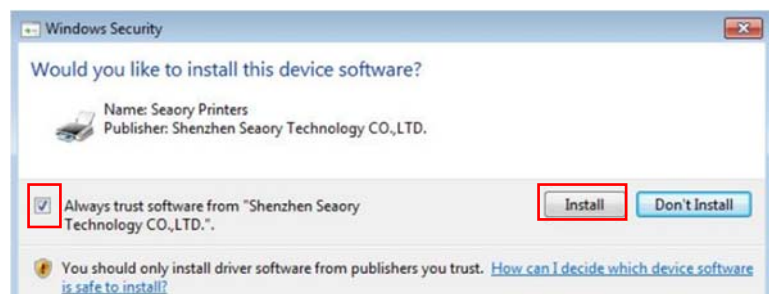 Windows Security
Would you like to install this device software?
Name: Seaory Printers
Publisher: Shenzhen Seaory Technology CO.,LTD.
Always trust software from "Shenzhen Seaory
Technology CO.,LTD.".
Install
Don't Install
You should only install driver software from publishers you trust. How can I decide which device software
is safe to install?